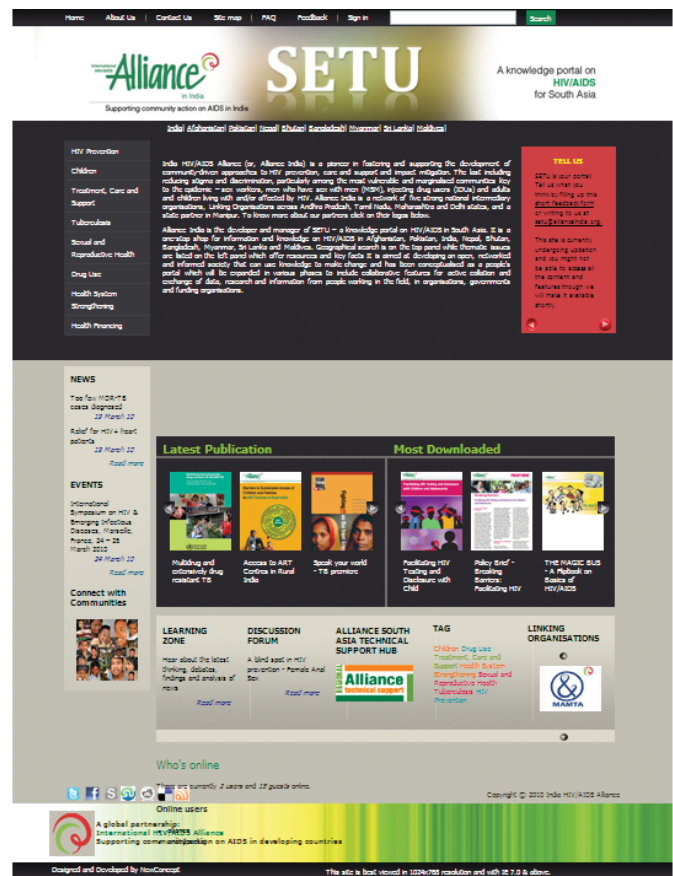 Home About Us Contact Us Site map FAQ Feedback Sign in Search
International
HIV/AIDS
Alliance
in India
Supporting community action on AIDS in India
SETU
A knowledge portal on
HIV/AIDS
for South Asia
India| Afghanistan| Pakistan| Nepal| Bhutan| Bangladesh| Myanmar| Sri Lanka| Maldives|
HIV Prevention
Children
Treatment, Care and
Support
Tuberculosis
Sexual and
Reproductive Health
Drug Use
Health System
Strengthening
Health Financing
India HIV/AIDS Alliance (or, Alliance India) is a pioneer in fostering and supporting the development of
community-driven approaches to HIV prevention, care and support and impact mitigation. The last including
reducing stigma and discrimination, particularly among the most vulnerable and marginalised communities key
to the epidemic – sex workers, men who have sex with men (MSM), injecting drug users (IDUs) and adults
and children living with and/or affected by HIV. Alliance India is a network of five strong national intermediary
organisations, Linking Organisations across Andhra Pradesh, Tamil Nadu, Maharashtra and Delhi states, and a
state partner in Manipur. To know more about our partners click on their logos below.
Alliance India is the developer and manager of SETU – a knowledge portal on HIV/AIDS in South Asia. It is a
one-stop shop for information and knowledge on HIV/AIDS in Afghanistan, Pakistan, India, Nepal, Bhutan,
Bangladesh, Myanmar, Sri Lanka and Maldives. Geographical search is on the top panel while thematic issues
are listed on the left panel which offer resources and key facts It is aimed at developing an open, networked
and informed society that can use knowledge to make change and has been conceptualised as a people's
portal which will be expanded in various phases to include collaborative features for active collation and
exchange of data, research and information from people working in the field, in organisations, governments
and funding organisations.
TELL US
SETU is your portal
Tell us what you
think by filling up this
short feedback form
or writing to us at
setu@allianceindia.org.
This site is currently
undergoing updation
and you might not
be able to access all
the content and
features though we
will make it available
shortly.
NEWS
Too few MDR-TB
cases diagnosed
19 March 10
Relief for HIV+ heart
patients
19 March 10
Read more
EVENTS
International
Symposium on HIV &
Emerging Infectious
Diseases, Marseille,
France, 24 – 26
March 2010
24 March 10
Read more
Connect with
Communities
Latest Publication
Multidrug and
extensively drug
resistant TB
Access to ART
Centres in Rural
India
Speak your world
- TB premiere
Most Downloaded
Facilitating HIV
Testing and
Disclosure with
Child
Policy Brief -
Breaking
Barriers:
Facilitating HIV
THE MAGIC BUS
- A Flipbook on
Basics of
HIV/AIDS
LEARNING
ZONE
Hear about the latest
thinking, debates,
findings and analysis of
news
Read more
DISCUSSION
FORUM
A blind spot in HIV
prevention - Female Anal
Sex
Read more
ALLIANCE SOUTH
ASIA TECHNICAL
SUPPORT HUB
Alliance
technical support
TAG
Children Drug Use
Treatment, Care and
Support Health System
Strengthening Sexual and
Reproductive Health
Tuberculosis HIV
Prevention
LINKING
ORGANISATIONS
MAMTA
Who's online
There are currently 2 users and 18 guests online.
Copyright © 2010 India HIV/AIDS Alliance
Online users
A global partnership:
International HIV/AIDS Alliance
Supporting community action on AIDS in developing countries
Designed and Developed by NewConcept
This site is best viewed in 1024x768 resolution and with IE 7.0 & above.